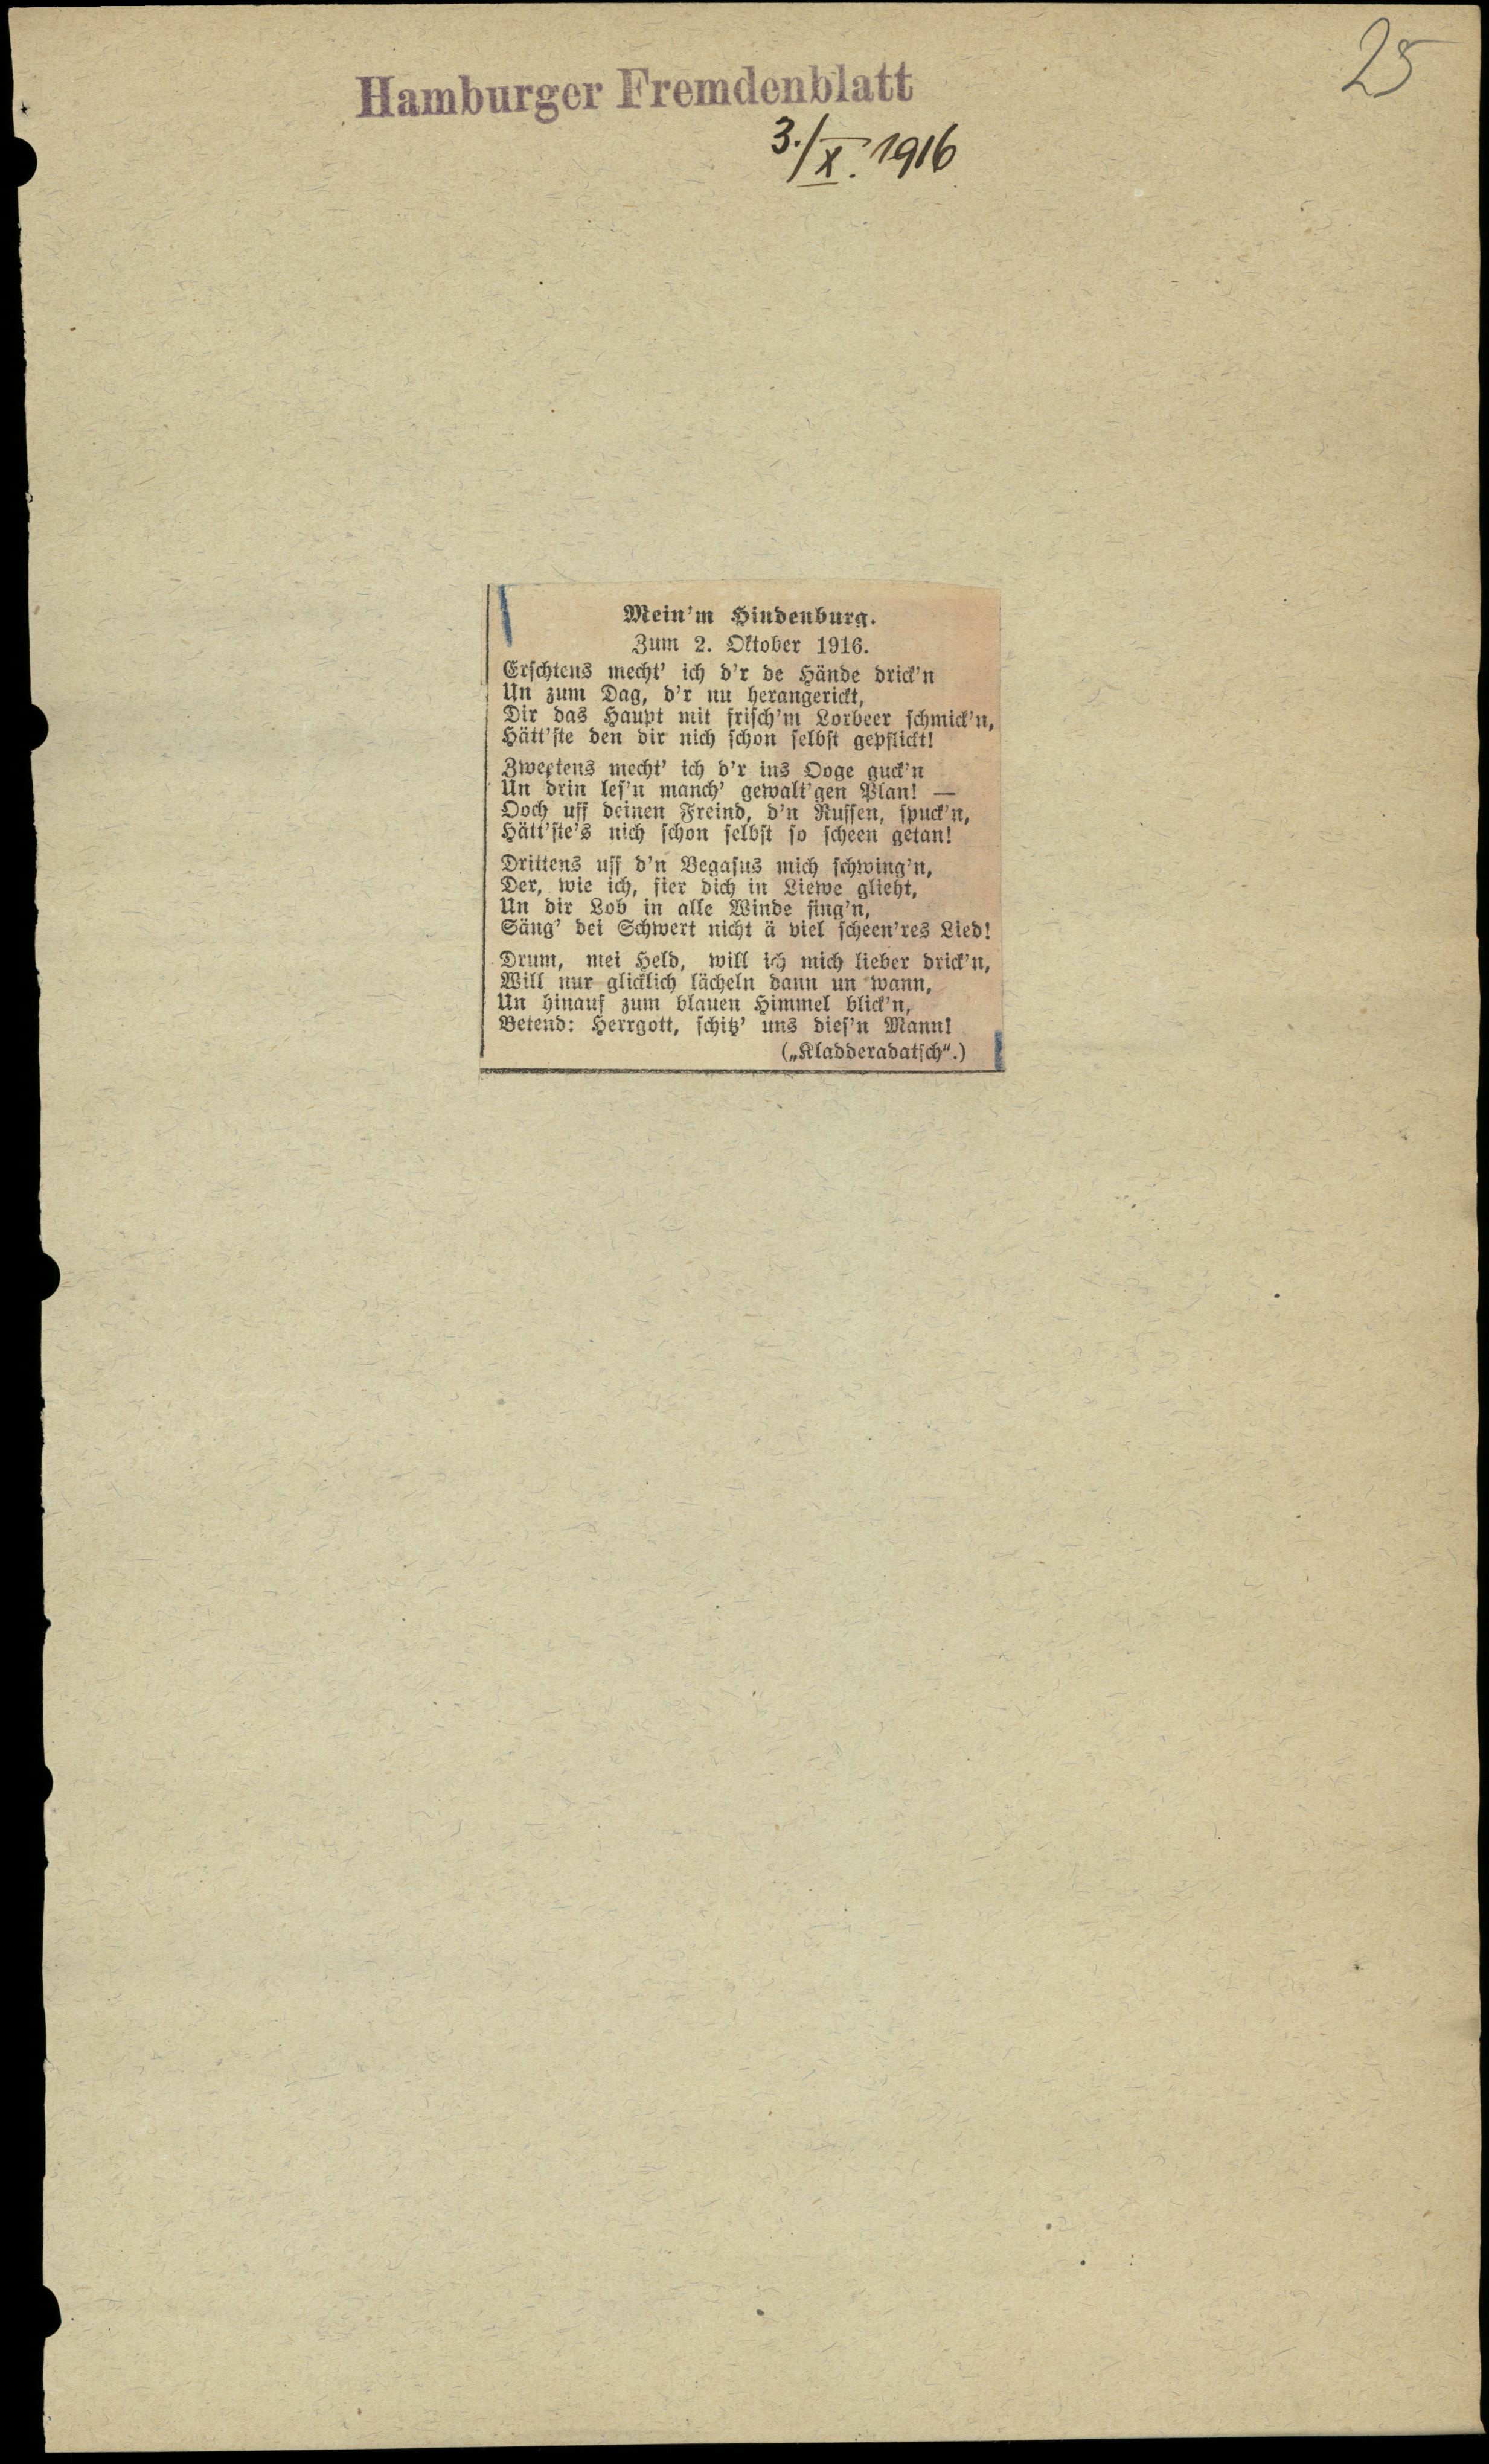 25
Hamburger Fremdenblatt
3./X. 1916
Mein'm Hindenburg.
Zum 2. Oktober 1916.
Erschtens mecht' ich d'r de Hände drick'n
Un zum Dag, d'r nu herangerickt,
Dir das Haupt mit frisch'm Lorbeer schmick'n,
Hätt'ste den dir nich schon selbst gepflickt!
Zweetens mecht' ich d'r ins Ooge guck'n
Un drin les'n manch' gewalt'gen Plan! —
Ooch uff deinen Freind, d'n Russen, spuck'n,
Hätt'ste's nich schon selbst so scheen getan!
Drittens uff d'n Begasus mich schwing'n,
Der, wie ich, fier dich in Liewe glieht,
Un dir Lob in alle Winde sing'n,
Säng' dei Schwert nicht ä viel scheen'res Lied!
Drum, mei Held, will ich mich lieber drick'n,
Will nur glicklich lächeln dann un wann,
Un hinauf zum blauen Himmel blick'n,
Betend: Herrgott, schitz' uns dies'n Mann!
(„Kladderadatsch“.)